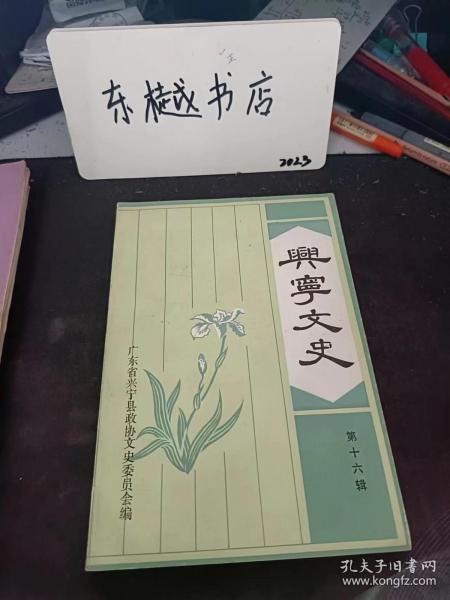 东樾书店
2023
興寧文史
第十六辑
广东省兴宁县政协文史委员会编
孔夫子旧书网
www.kongfz.com